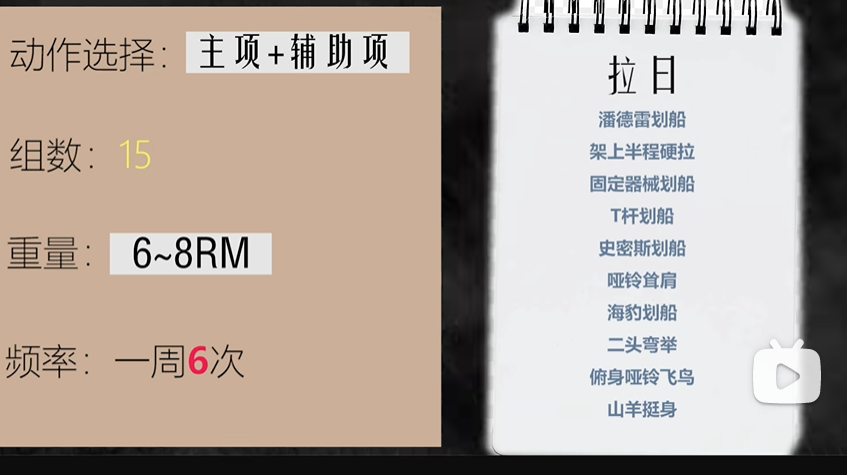 动作选择：主项+辅助项
组数：15
重量：6~8RM
频率：一周6次
拉日
潘德雷划船
架上半程硬拉
固定器械划船
T杆划船
史密斯划船
哑铃耸肩
海豹划船
二头弯举
俯身哑铃飞鸟
山羊挺身